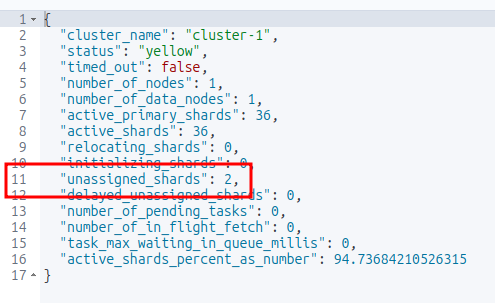 1 {
2 "cluster_name": "cluster-1",
3 "status": "yellow",
4 "timed_out": false,
5 "number_of_nodes": 1,
6 "number_of_data_nodes": 1,
7 "active_primary_shards": 36,
8 "active_shards": 36,
9 "relocating_shards": 0,
10 "initializing_shards": 0,
11 "unassigned_shards": 2,
12 "delayed_unassigned_shards": 0,
13 "number_of_pending_tasks": 0,
14 "number_of_in_flight_fetch": 0,
15 "task_max_waiting_in_queue_millis": 0,
16 "active_shards_percent_as_number": 94.73684210526315
17 }